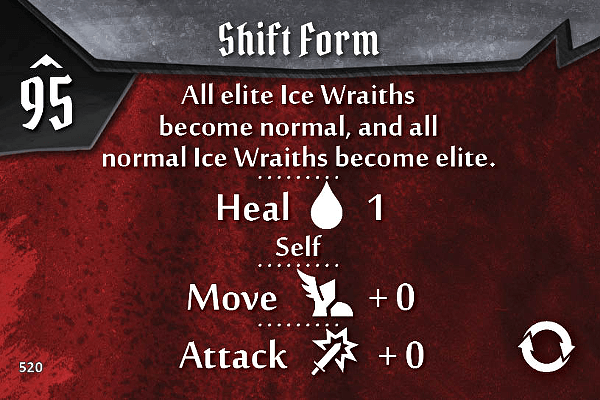 Shift Form
95
All elite Ice Wraiths
become normal, and all
normal Ice Wraiths become elite.
Heal 1
Self
Move + 0
Attack + 0
520